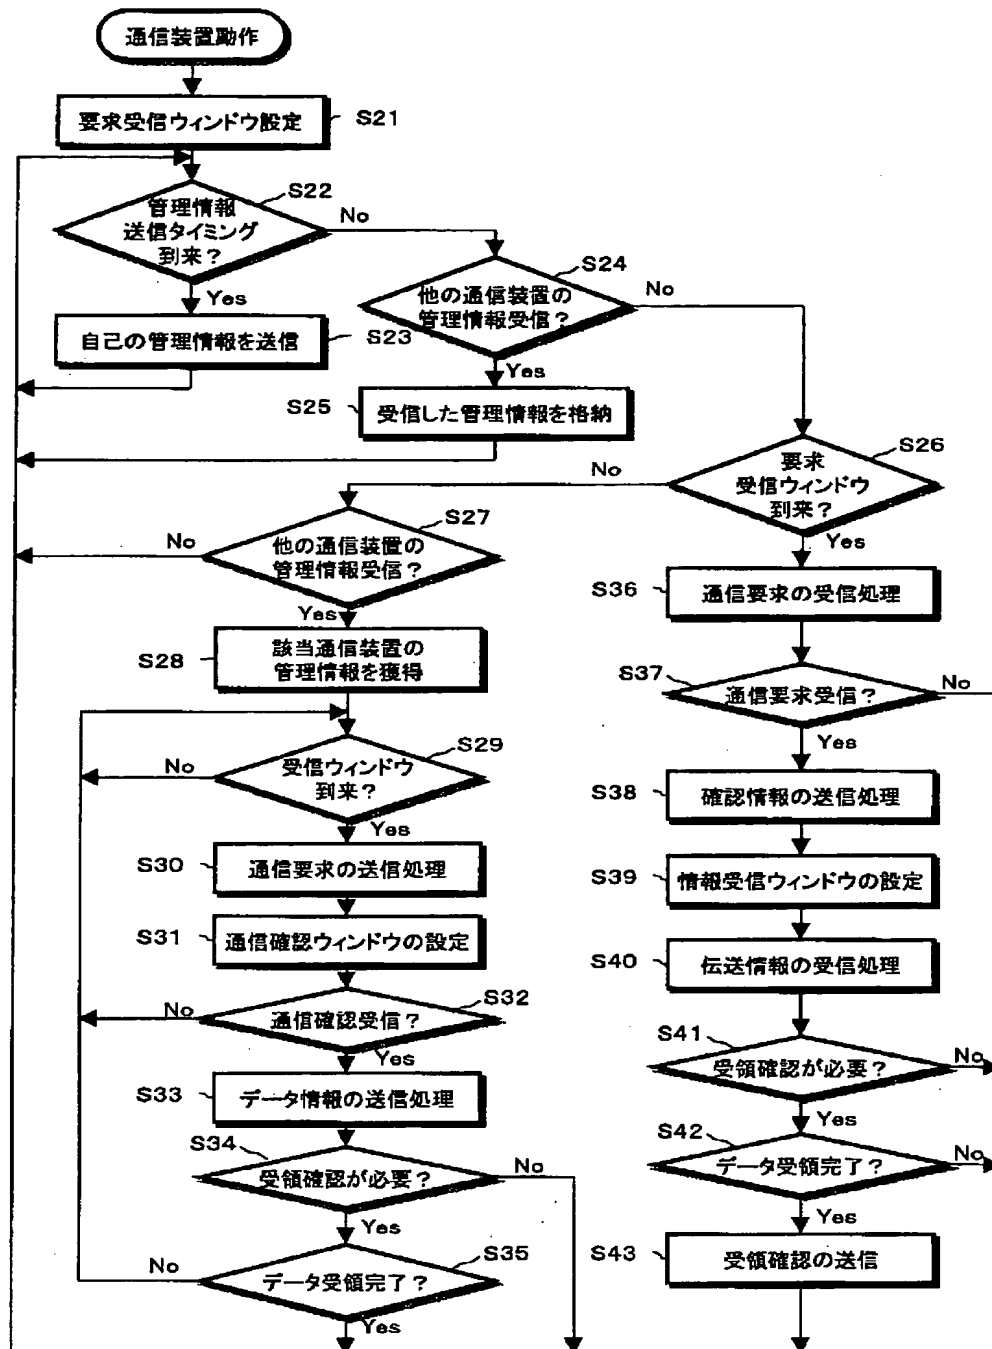 通信装置動作
要求受信ウィンドウ設定
S21
S22
管理情報
送信タイミング
到来？
No
Yes
自己の管理情報を送信
S23
S24
他の通信装置の
管理情報受信？
No
Yes
S25
受信した管理情報を格納
S26
要求
受信ウィンドウ
到来？
No
Yes
S27
他の通信装置の
管理情報受信？
No
Yes
S28
該当通信装置の
管理情報を獲得
S29
受信ウィンドウ
到来？
No
Yes
S30
通信要求の送信処理
S31
通信確認ウィンドウの設定
S32
通信確認受信？
No
Yes
S33
データ情報の送信処理
S34
受領確認が必要？
No
Yes
S35
データ受領完了？
No
Yes
S36
通信要求の受信処理
S37
通信要求受信？
No
Yes
S38
確認情報の送信処理
S39
情報受信ウィンドウの設定
S40
伝送情報の受信処理
S41
受領確認が必要？
No
Yes
S42
データ受領完了？
No
Yes
S43
受領確認の送信